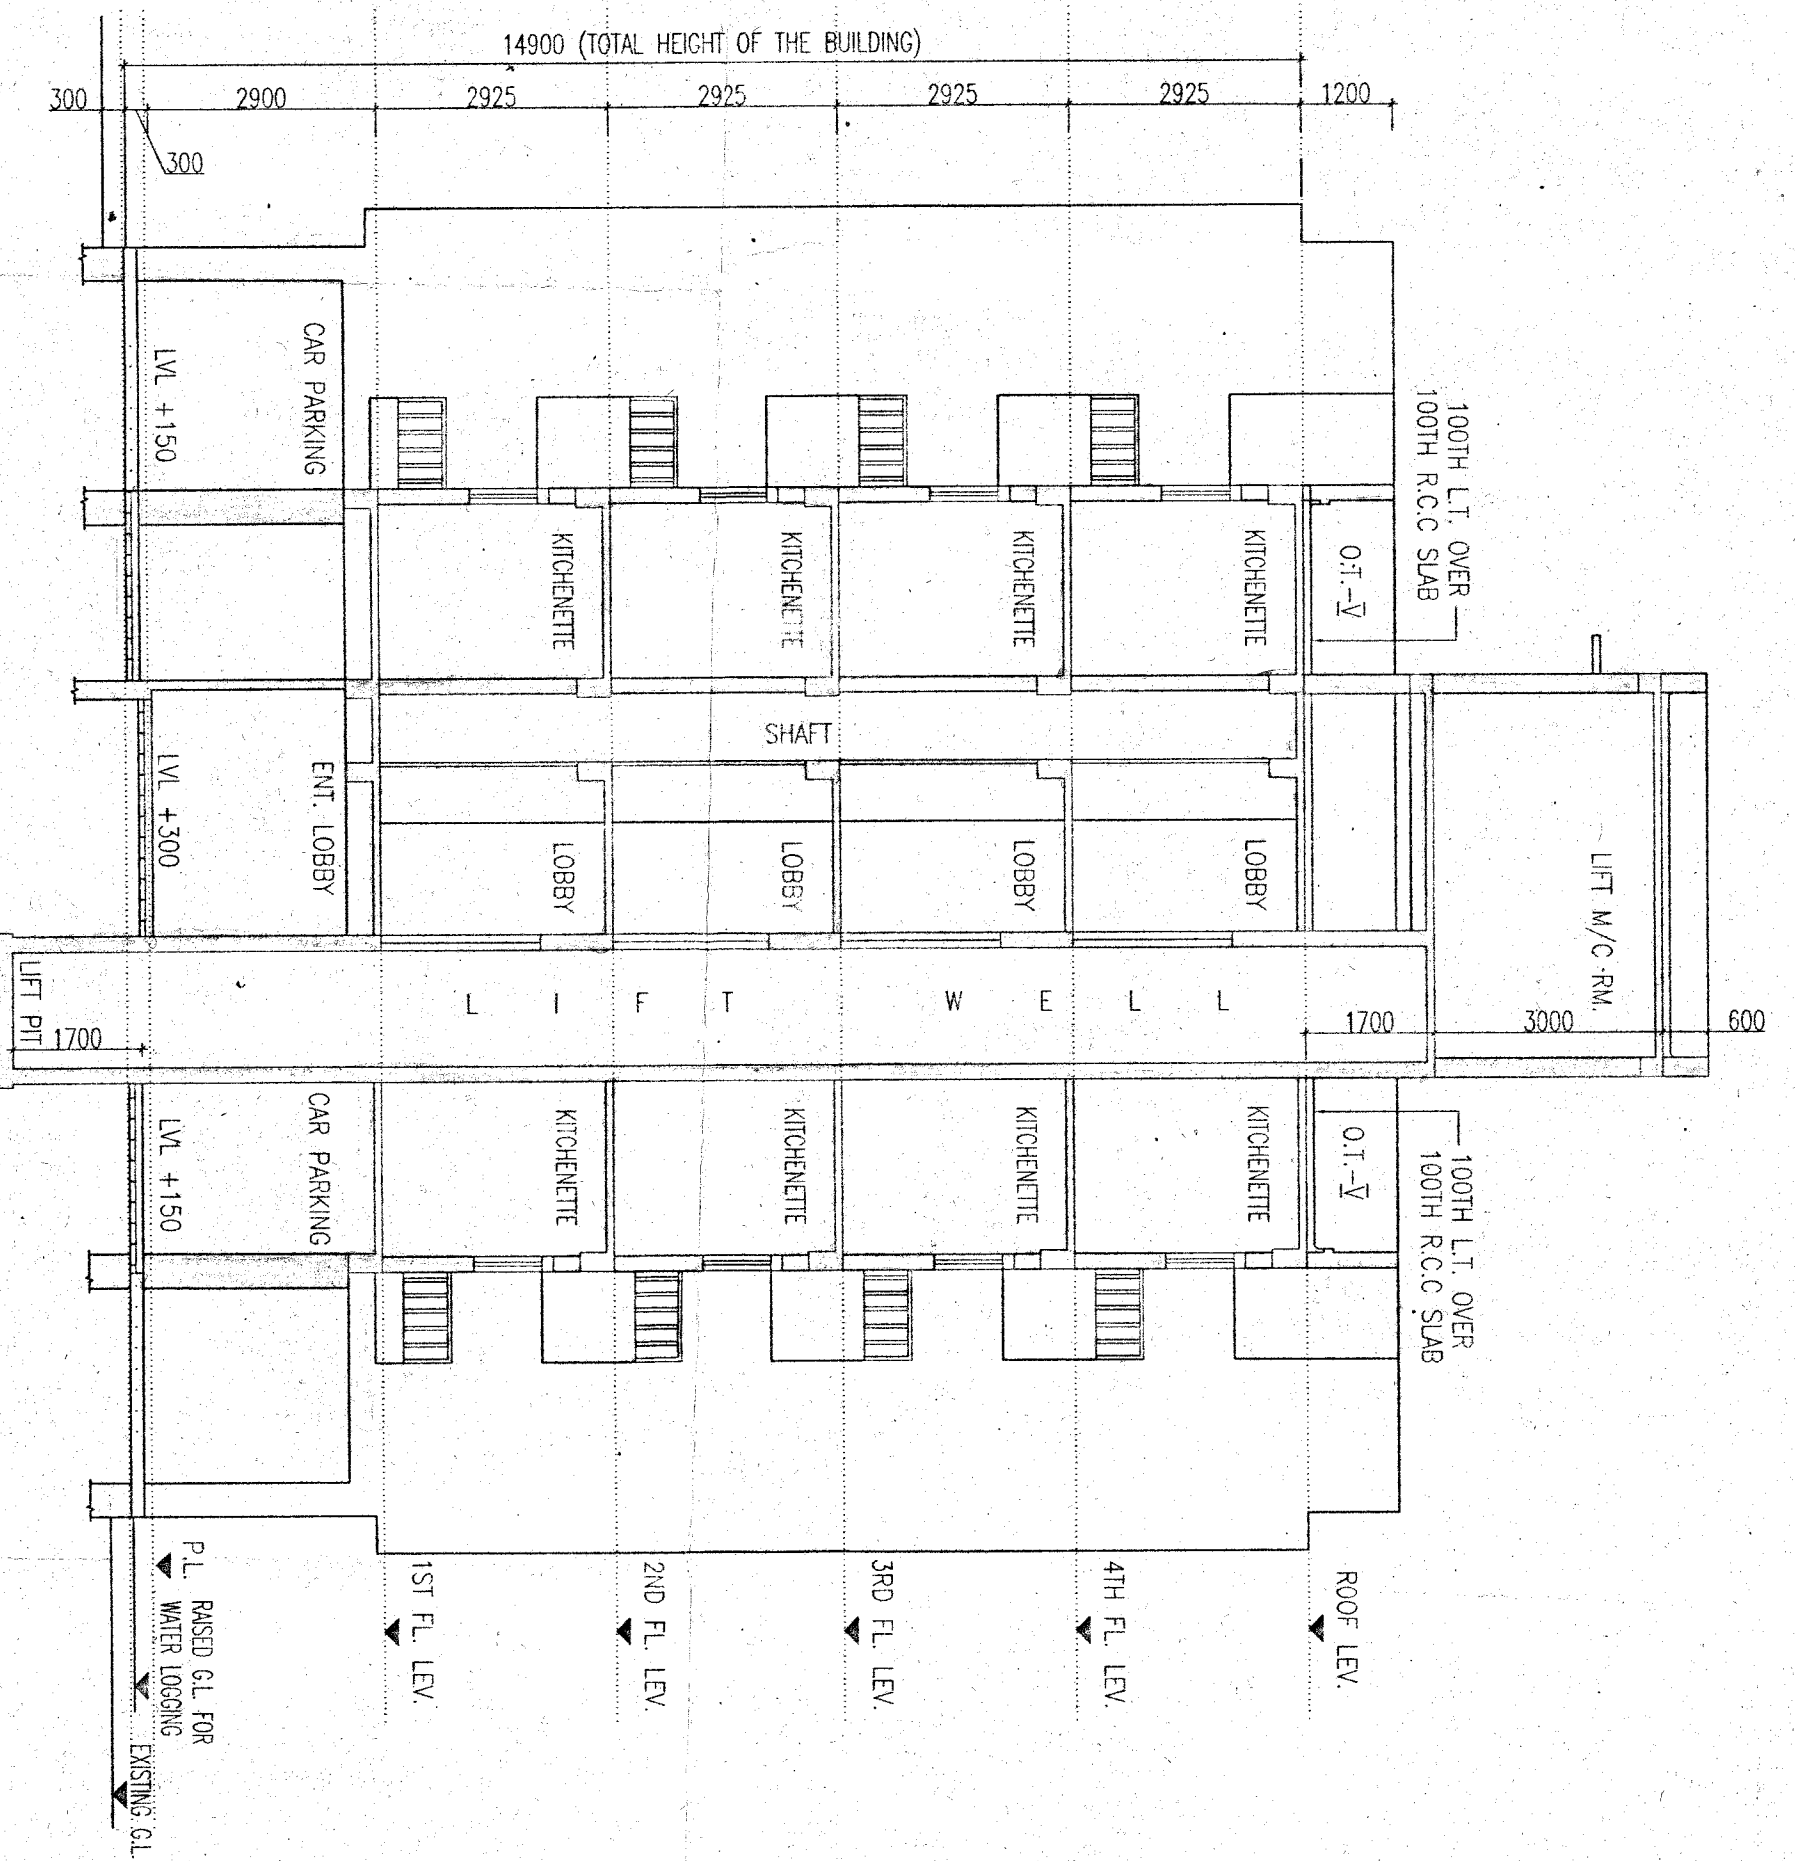 14900 (TOTAL HEIGHT OF THE BUILDING)
300
2900
2925
2925
2925
2925
1200
300
CAR PARKING
LVL +150
100TH L.T. OVER
100TH R.C.C SLAB
KITCHENETTE
KITCHENETTE
KITCHENETTE
KITCHENETTE
O.T.-V
SHAFT
ENT. LOBBY
LVL +300
LOBBY
LOBBY
LOBBY
LOBBY
LIFT M/C RM.
LIFT PIT
1700
LIFT WELL
1700
3000
600
CAR PARKING
LVL +150
KITCHENETTE
KITCHENETTE
KITCHENETTE
KITCHENETTE
O.T.-V
100TH L.T. OVER
100TH R.C.C SLAB
P.L.
RAISED G.L. FOR
WATER LOGGING
EXISTING G.L.
1ST FL. LEV.
2ND FL. LEV.
3RD FL. LEV.
4TH FL. LEV.
ROOF LEV.